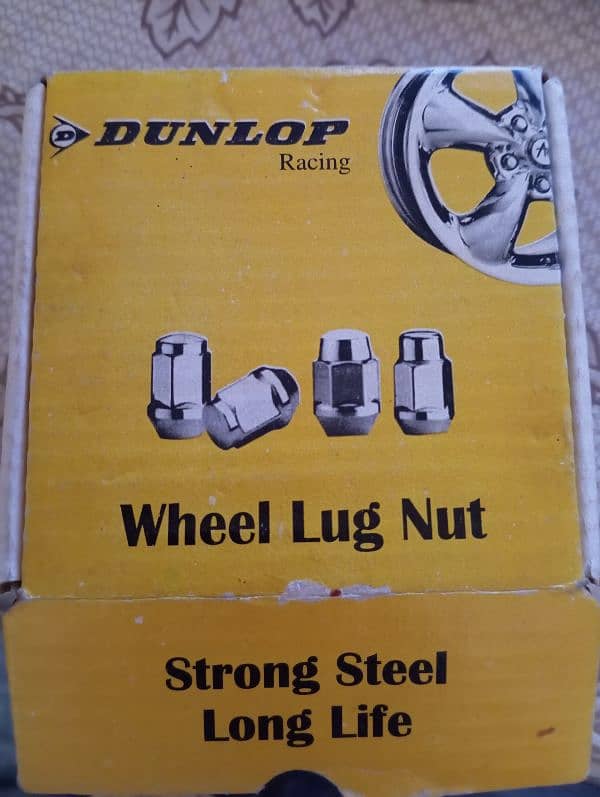 D DUNLOP
Racing
Wheel Lug Nut
Strong Steel
Long Life